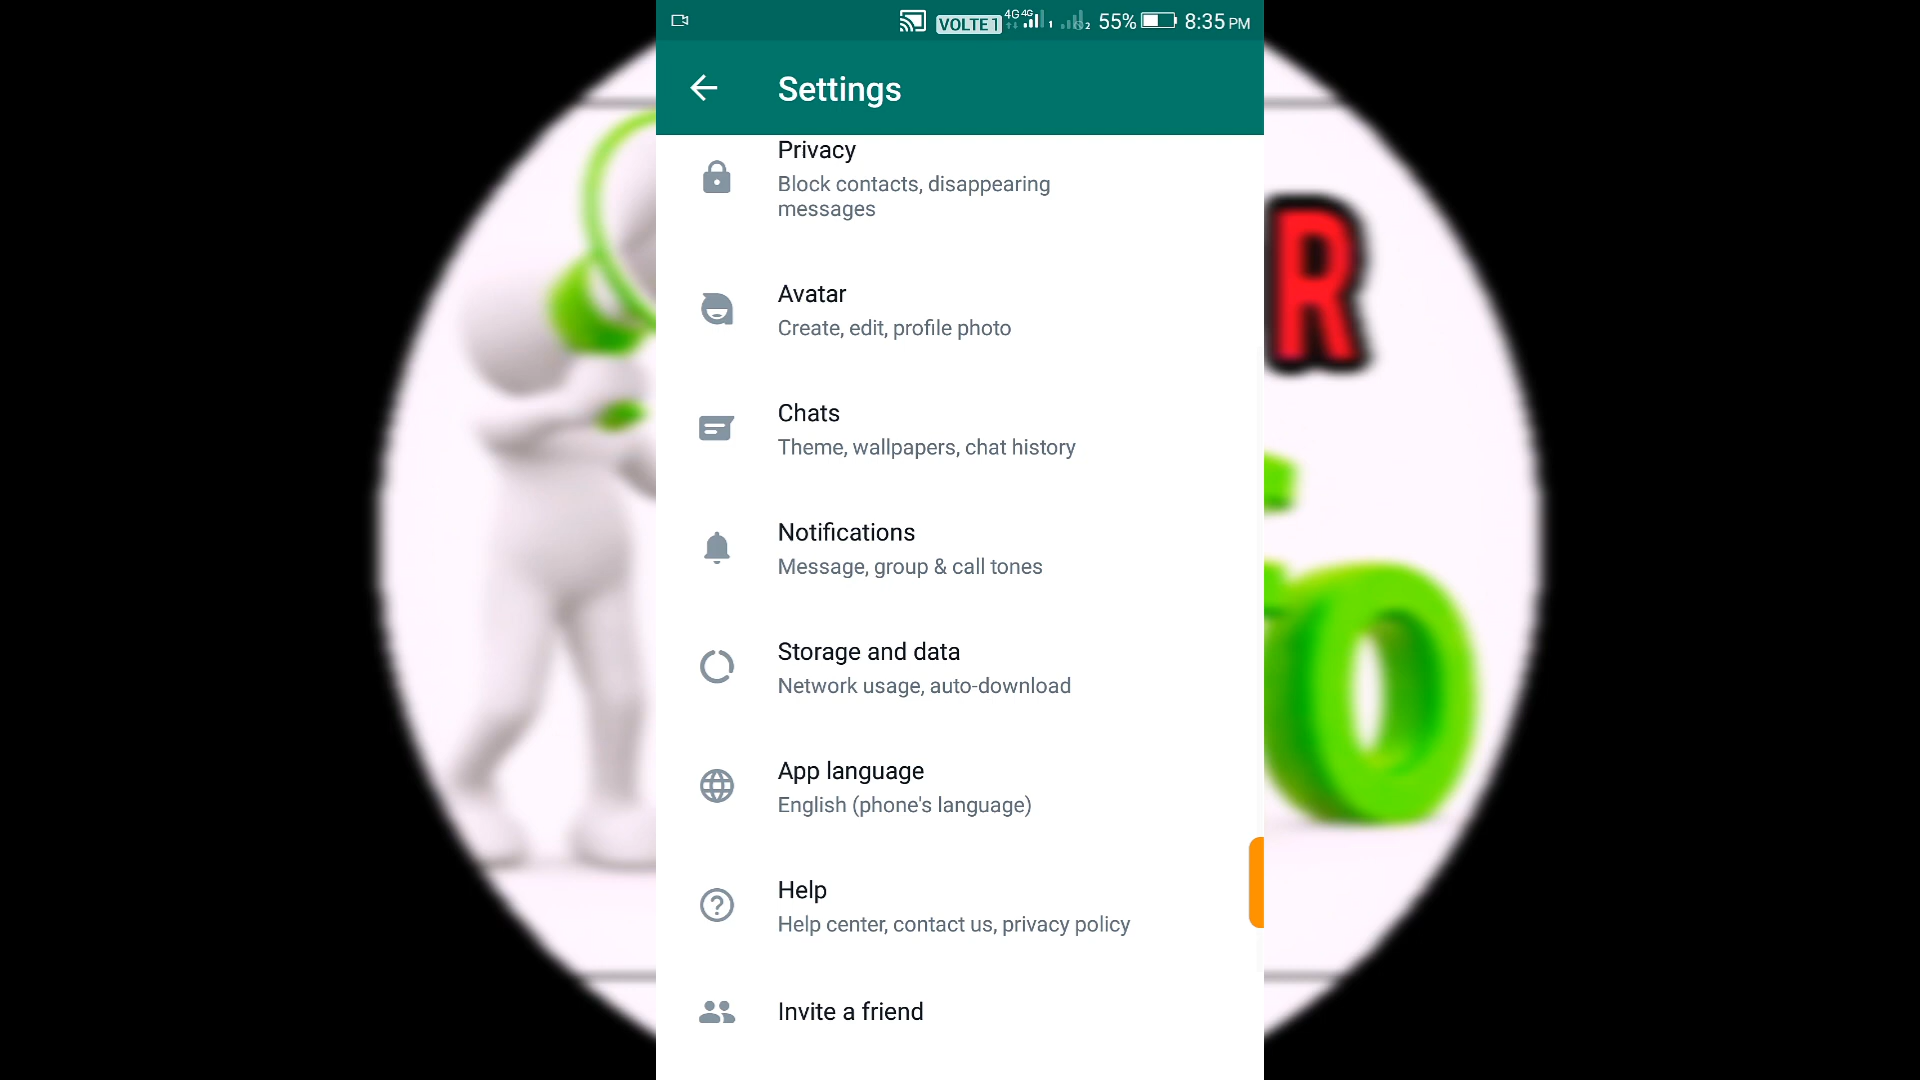 VOLTE 1 4G 4G 1 2 55% 8:35 PM
Settings
Privacy
Block contacts, disappearing
messages
Avatar
Create, edit, profile photo
Chats
Theme, wallpapers, chat history
Notifications
Message, group & call tones
Storage and data
Network usage, auto-download
App language
English (phone's language)
Help
Help center, contact us, privacy policy
Invite a friend
R
O